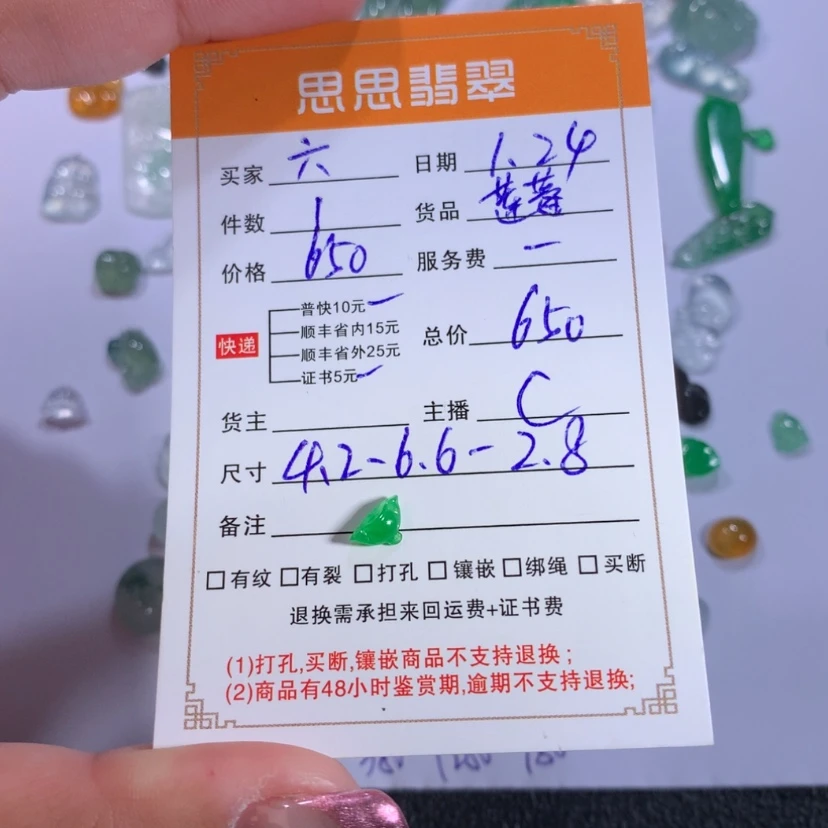 思思翡翠
买家 六 日期 1.24
件数 1 货品 莲蓬
价格 650 服务费 一
快递
普快10元
顺丰省内15元
顺丰省外25元
证书5元
总价 650
货主 主播 C
尺寸 4.2-6.6-2.8
备注
□有纹 □有裂 □打孔 □镶嵌 □绑绳 □买断
退换需承担来回运费+证书费
(1)打孔,买断,镶嵌商品不支持退换;
(2)商品有48小时鉴赏期,逾期不支持退换;